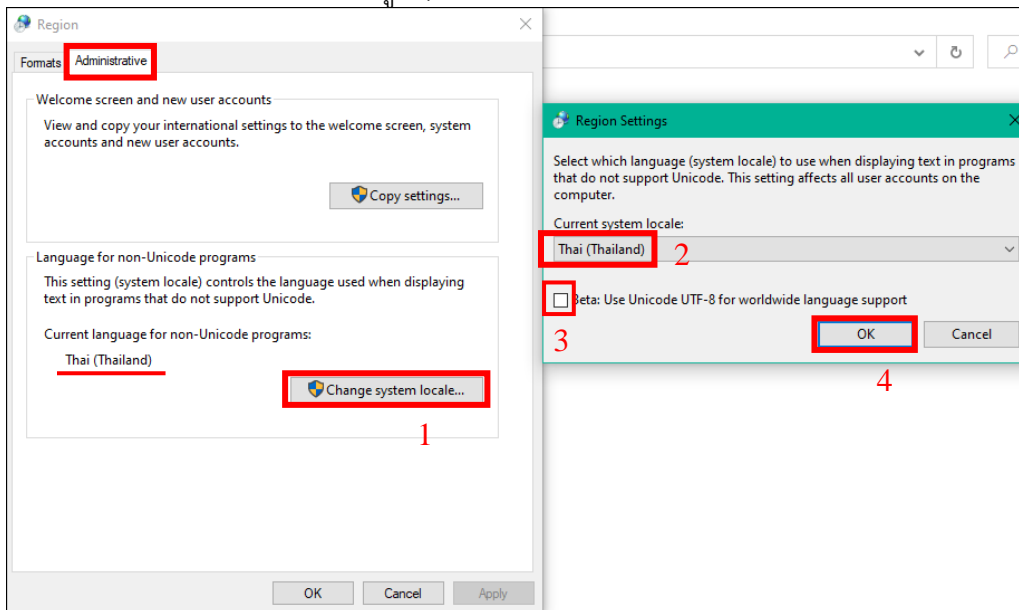 Region
Formats
Administrative
Welcome screen and new user accounts
View and copy your international settings to the welcome screen, system
accounts and new user accounts.
Copy settings...
Language for non-Unicode programs
This setting (system locale) controls the language used when displaying
text in programs that do not support Unicode.
Current language for non-Unicode programs:
Thai (Thailand)
Change system locale...
1
OK
Cancel
Apply
Region Settings
Select which language (system locale) to use when displaying text in programs
that do not support Unicode. This setting affects all user accounts on the
computer.
Current system locale:
Thai (Thailand)
2
Beta: Use Unicode UTF-8 for worldwide language support
3
OK
Cancel
4